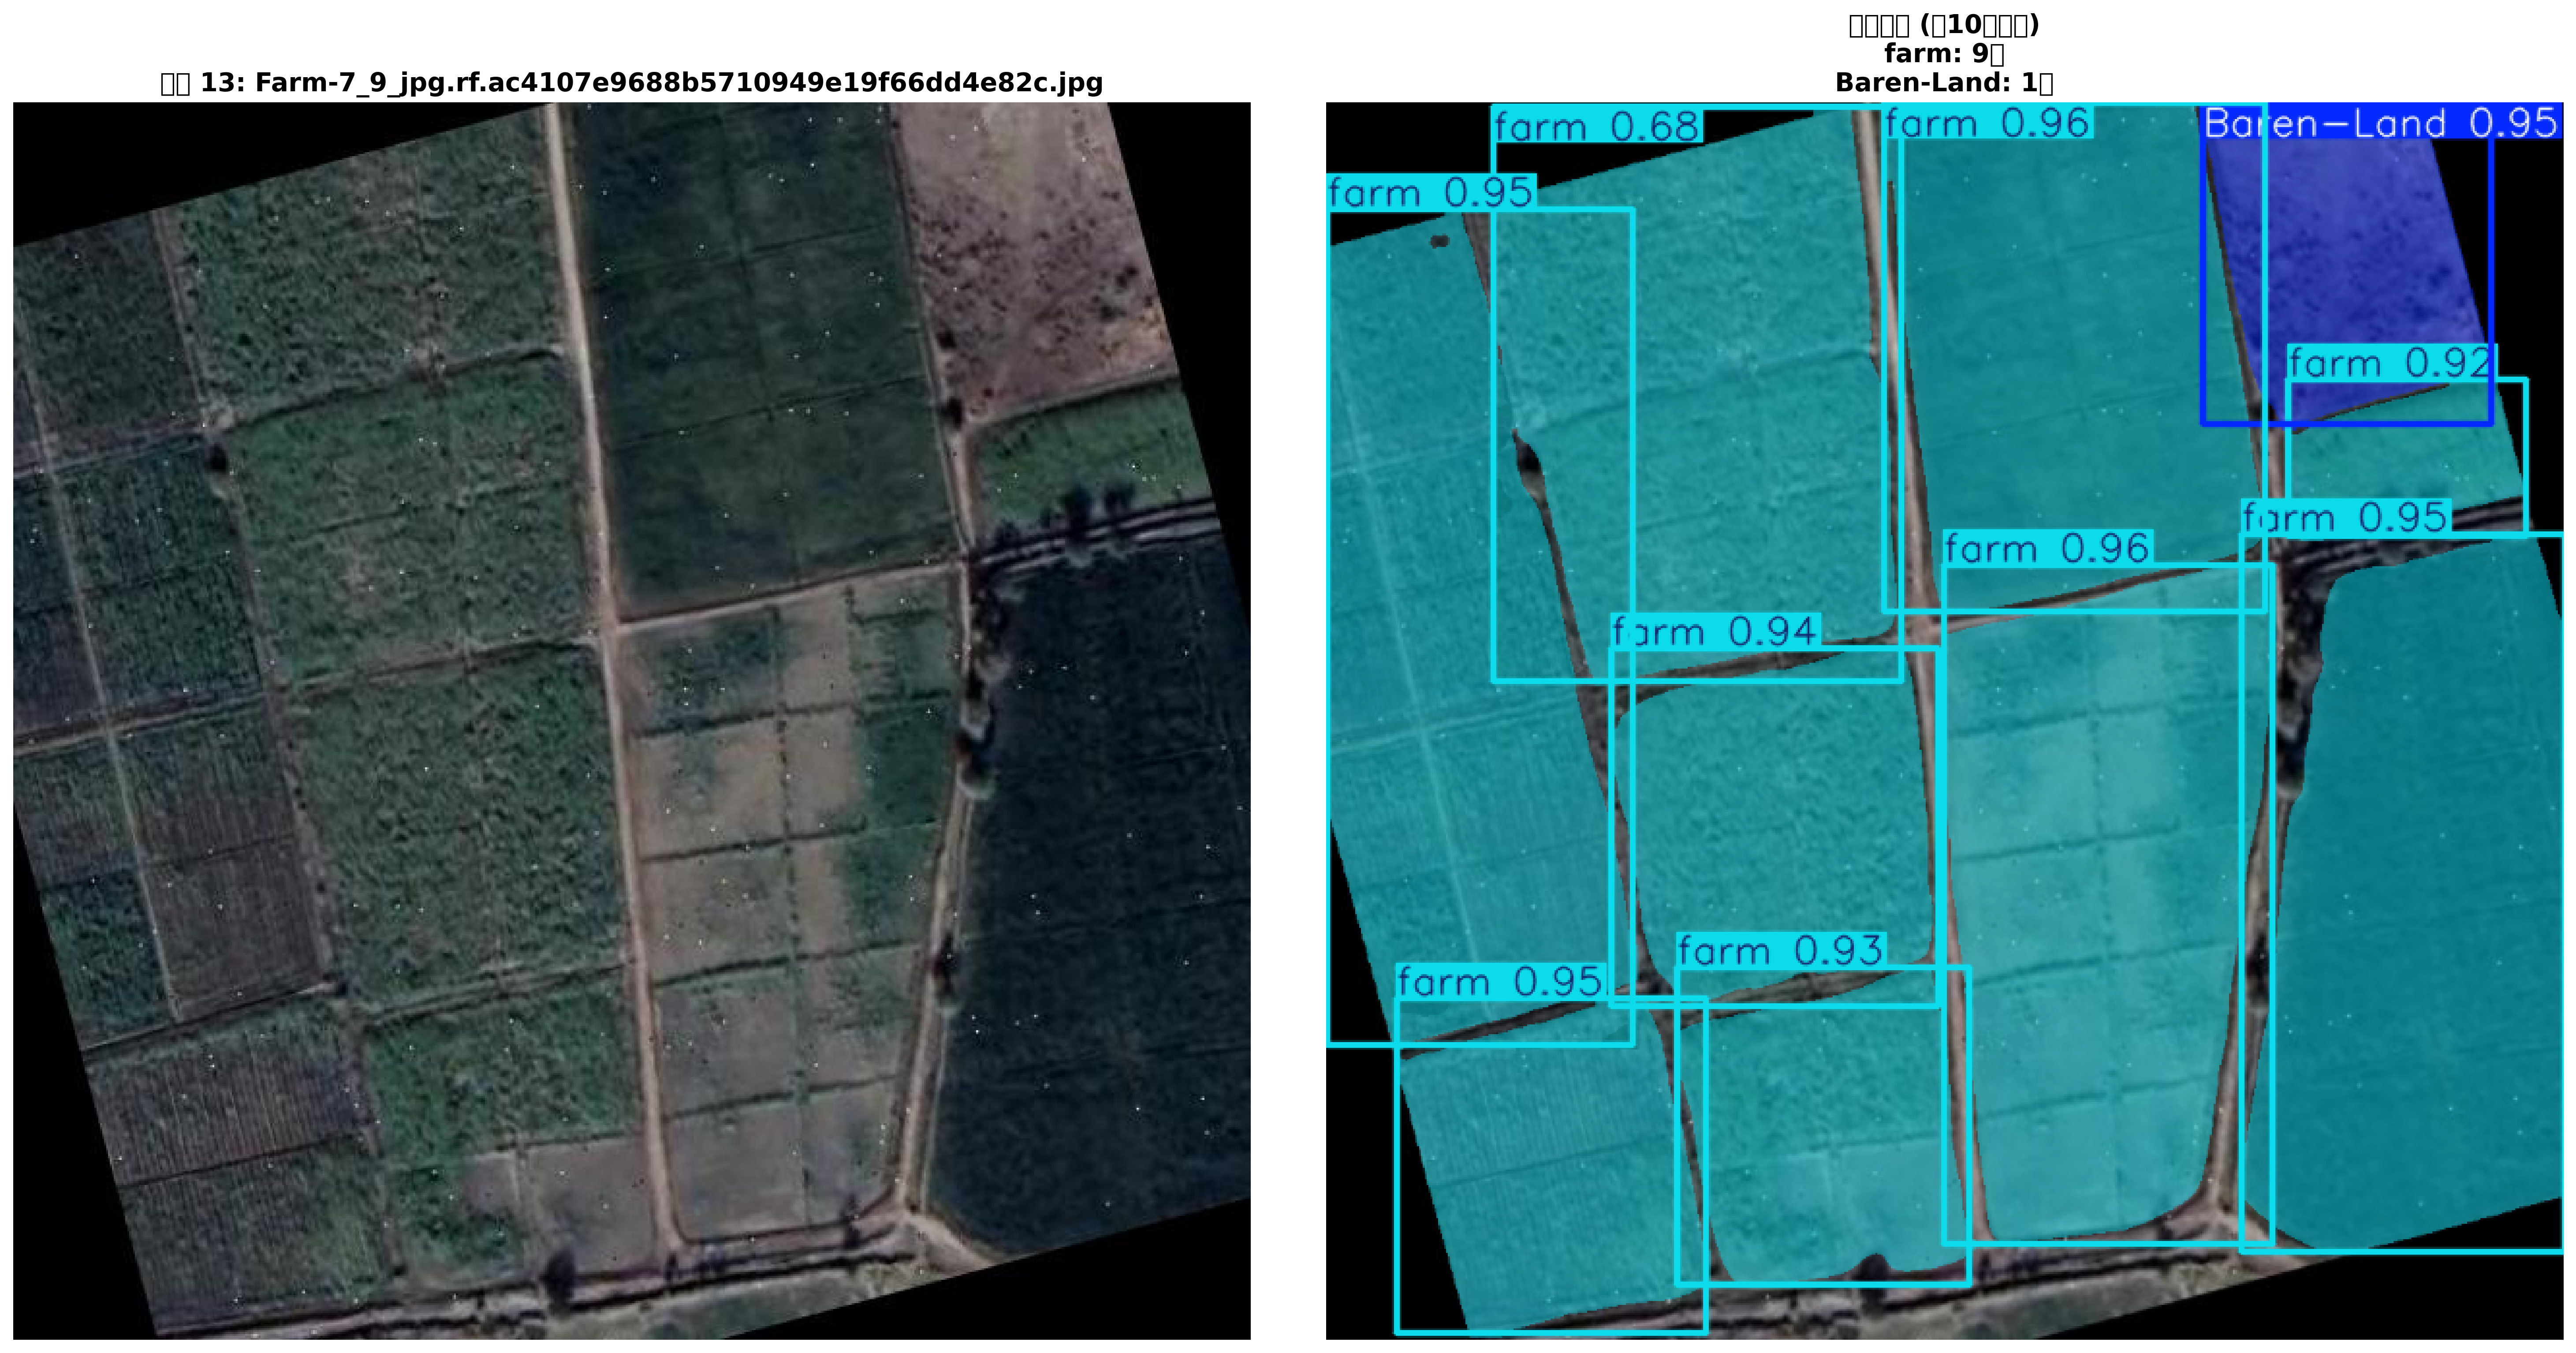 13: Farm-7_9_jpg.rf.ac4107e9688b5710949e19f66dd4e82c.jpg
(10)
farm: 9
Baren-Land: 1
farm 0.68
farm 0.96
Baren-Land 0.95
farm 0.95
farm 0.92
farm 0.95
farm 0.96
farm 0.94
farm 0.93
farm 0.95